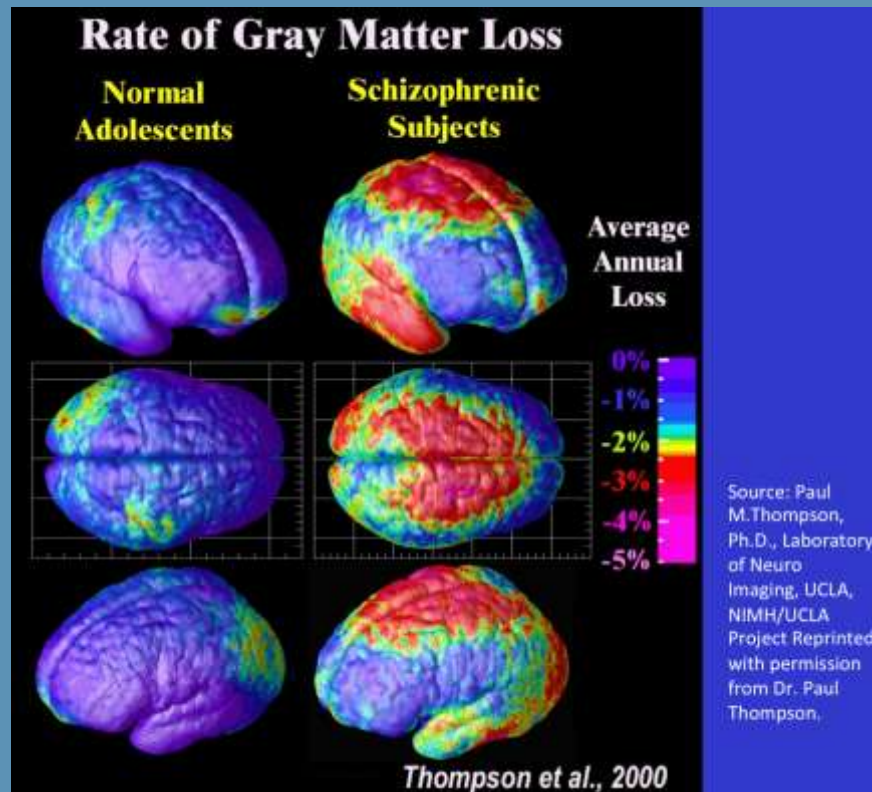 Rate of Gray Matter Loss
Normal
Adolescents
Schizophrenic
Subjects
Average
Annual
Loss
0%
-1%
-2%
-3%
-4%
-5%
Source: Paul
M.Thompson,
Ph.D., Laboratory
of Neuro
Imaging, UCLA,
NIMH/UCLA
Project Reprinted
with permission
from Dr. Paul
Thompson.
Thompson et al., 2000